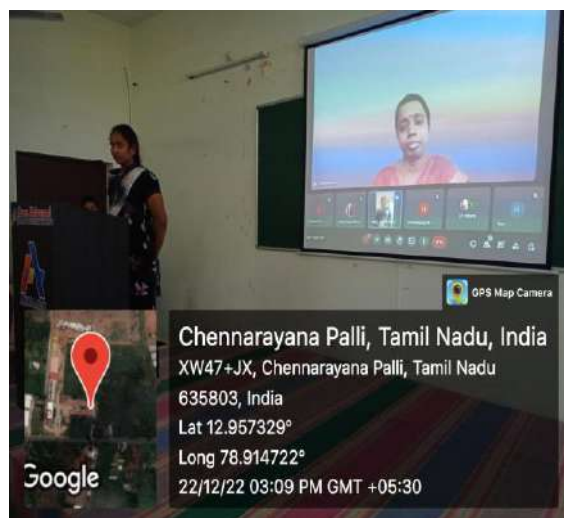 GPS Map Camera
Chennarayana Palli, Tamil Nadu, India
XW47+JX, Chennarayana Palli, Tamil Nadu
635803, India
Lat 12.957329°
Long 78.914722°
22/12/22 03:09 PM GMT +05:30
Google